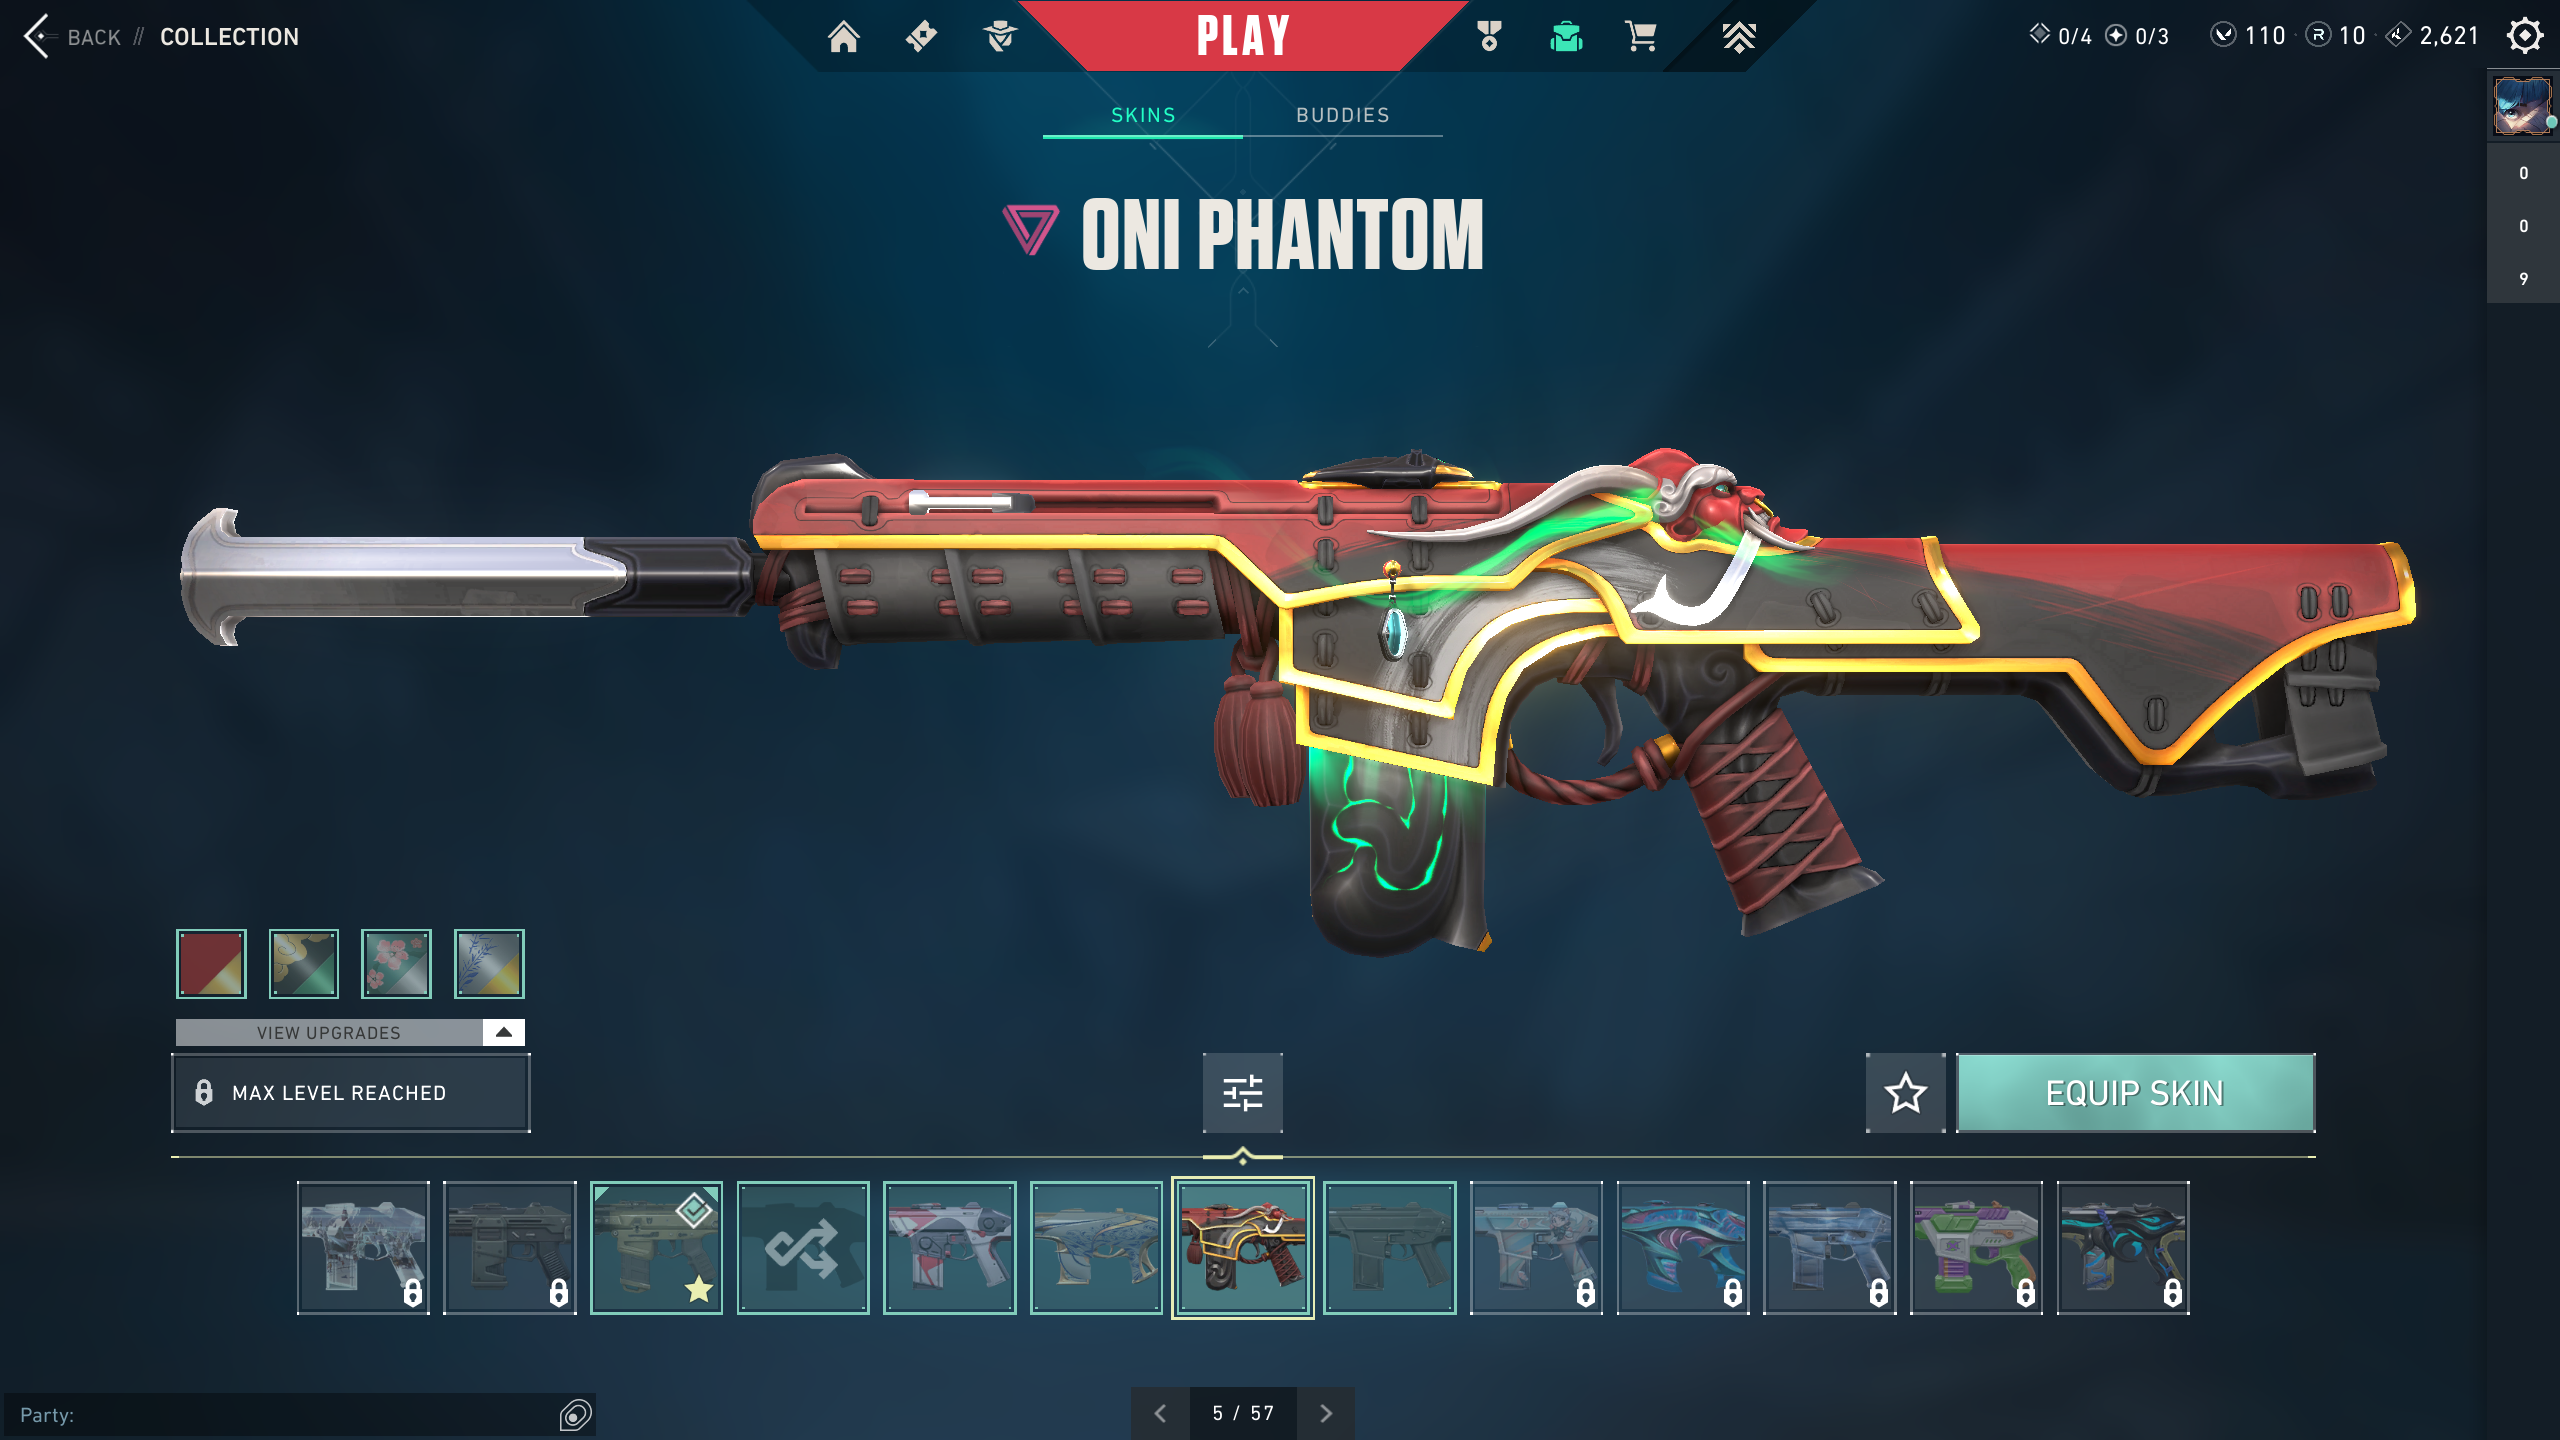 BACK // COLLECTION
PLAY
0/4 0/3 110 R 10 2,621
SKINS BUDDIES
ONI PHANTOM
0
0
9
VIEW UPGRADES
MAX LEVEL REACHED
EQUIP SKIN
Party:
5 / 57